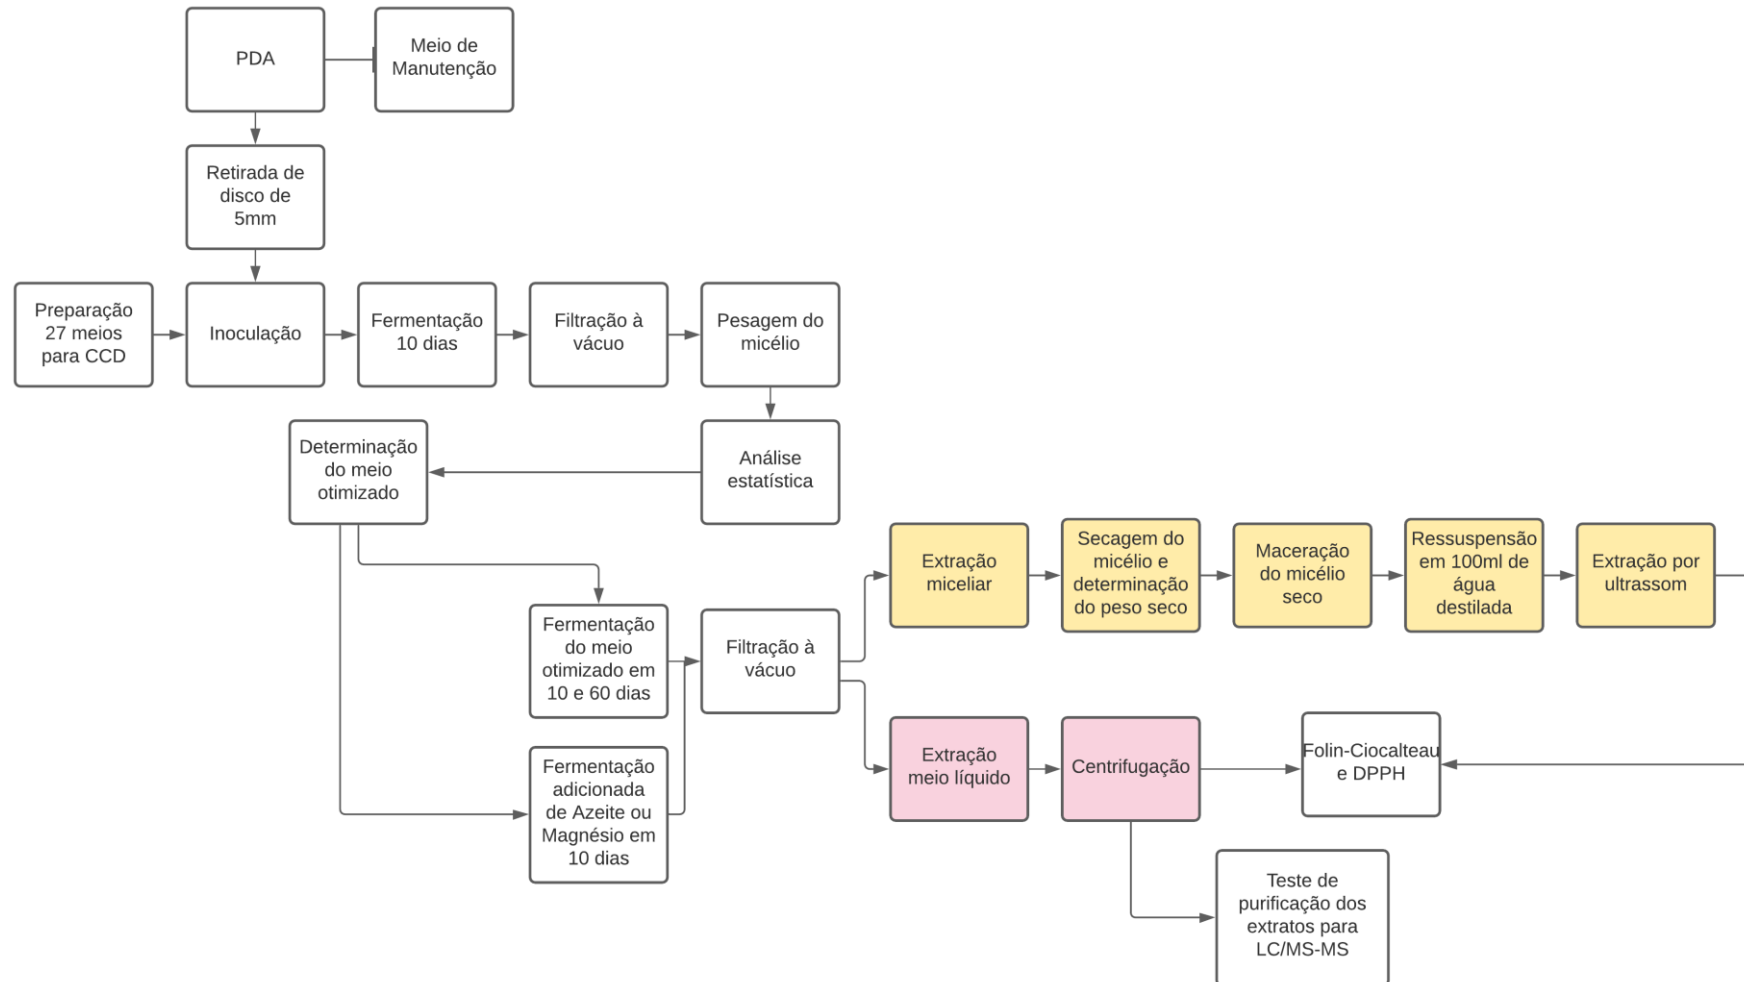 PDA
Meio de
Manutenção
Retirada de
disco de
5mm
Preparação
27 meios
para CCD
Inoculação
Fermentação
10 dias
Filtração à
vácuo
Pesagem do
micélio
Análise
estatística
Determinação
do meio
otimizado
Fermentação
do meio
otimizado em
10 e 60 dias
Fermentação
adicionada
de Azeite ou
Magnésio em
10 dias
Filtração à
vácuo
Extração
miceliar
Secagem do
micélio e
determinação
do peso seco
Maceração
do micélio
seco
Ressuspensão
em 100ml de
água
destilada
Extração por
ultrassom
Extração
meio líquido
Centrifugação
Folin-Ciocalteau
e DPPH
Teste de
purificação dos
extratos para
LC/MS-MS